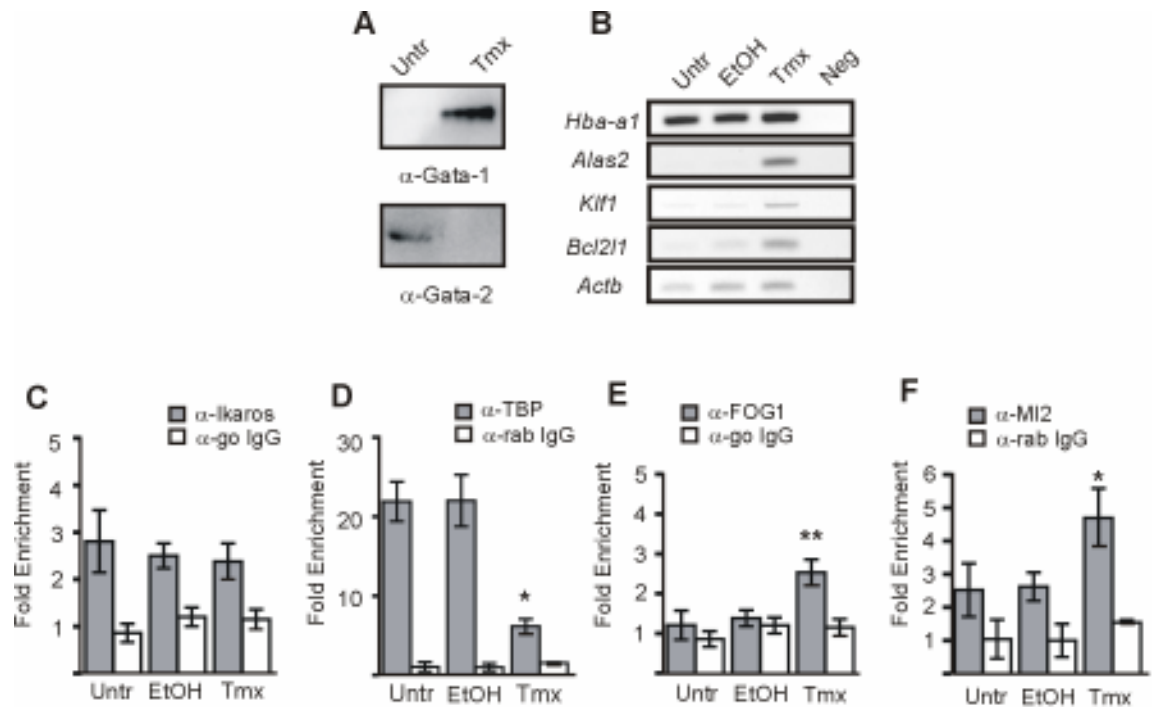 A
Untr Tmx
α-Gata-1
α-Gata-2
B
Untr EtOH Tmx Neg
Hba-a1
Alas2
Klf1
Bcl2l1
Actb
C
α-Ikaros
α-go IgG
Fold Enrichment
5
4
3
2
1
Untr EtOH Tmx
D
α-TBP
α-rab IgG
Fold Enrichment
30
20
10
*
Untr EtOH Tmx
E
α-FOG1
α-go IgG
Fold Enrichment
5
4
3
2
1
**
Untr EtOH Tmx
F
α-MI2
α-rab IgG
Fold Enrichment
6
5
4
3
2
1
*
Untr EtOH Tmx